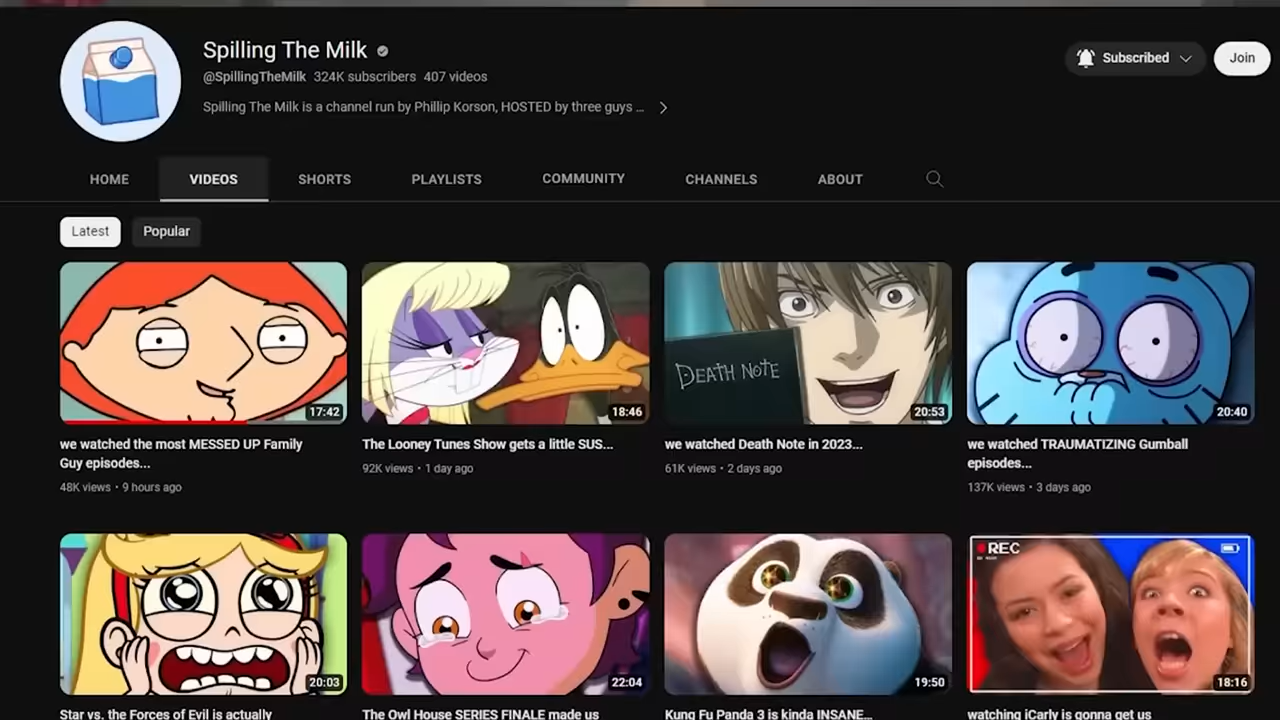 Spilling The Milk
@SpillingTheMilk 324K subscribers 407 videos
Spilling The Milk is a channel run by Phillip Korson, HOSTED by three guys ...
Subscribed
Join
HOME
VIDEOS
SHORTS
PLAYLISTS
COMMUNITY
CHANNELS
ABOUT
Latest
Popular
17:42
18:46
DEATH NOTE
20:53
20:40
we watched the most MESSED UP Family
Guy episodes...
48K views • 9 hours ago
The Looney Tunes Show gets a little SUS...
92K views • 1 day ago
we watched Death Note in 2023...
61K views • 2 days ago
we watched TRAUMATIZING Gumball
episodes...
137K views • 3 days ago
20:03
22:04
19:50
REC
18:16
Star vs. the Forces of Evil is actually
The Owl House SERIES FINALE made us
Kung Fu Panda 3 is kinda INSANE...
watching iCarly is gonna get us